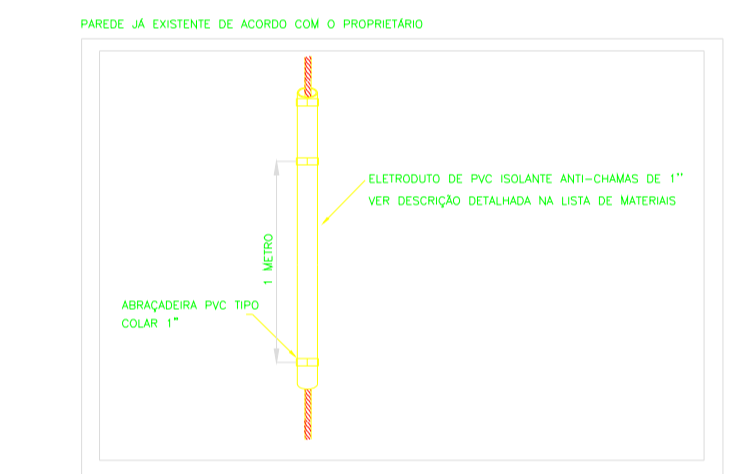 PAREDE JÁ EXISTENTE DE ACORDO COM O PROPRIETÁRIO
ELETRODUTO DE PVC ISOLANTE ANTI-CHAMAS DE 1''
VER DESCRIÇÃO DETALHADA NA LISTA DE MATERIAIS
1 METRO
ABRAÇADEIRA PVC TIPO
COLAR 1"